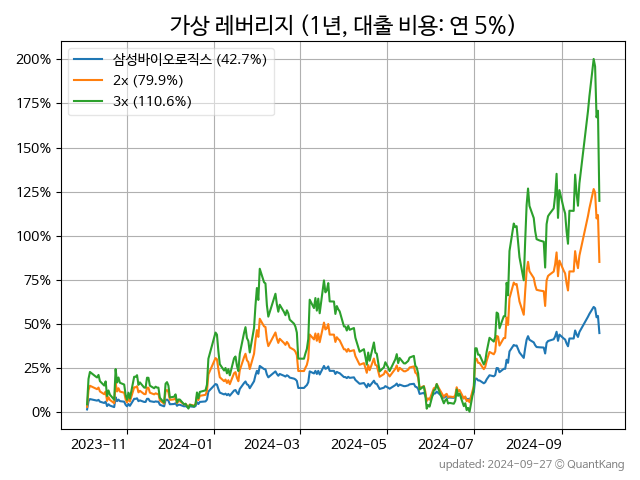 가상 레버리지 (1년, 대출 비용: 연 5%)
삼성바이오로직스 (42.7%)
2x (79.9%)
3x (110.6%)
200%
175%
150%
125%
100%
75%
50%
25%
0%
2023-11 2024-01 2024-03 2024-05 2024-07 2024-09
updated: 2024-09-27 © QuantKang